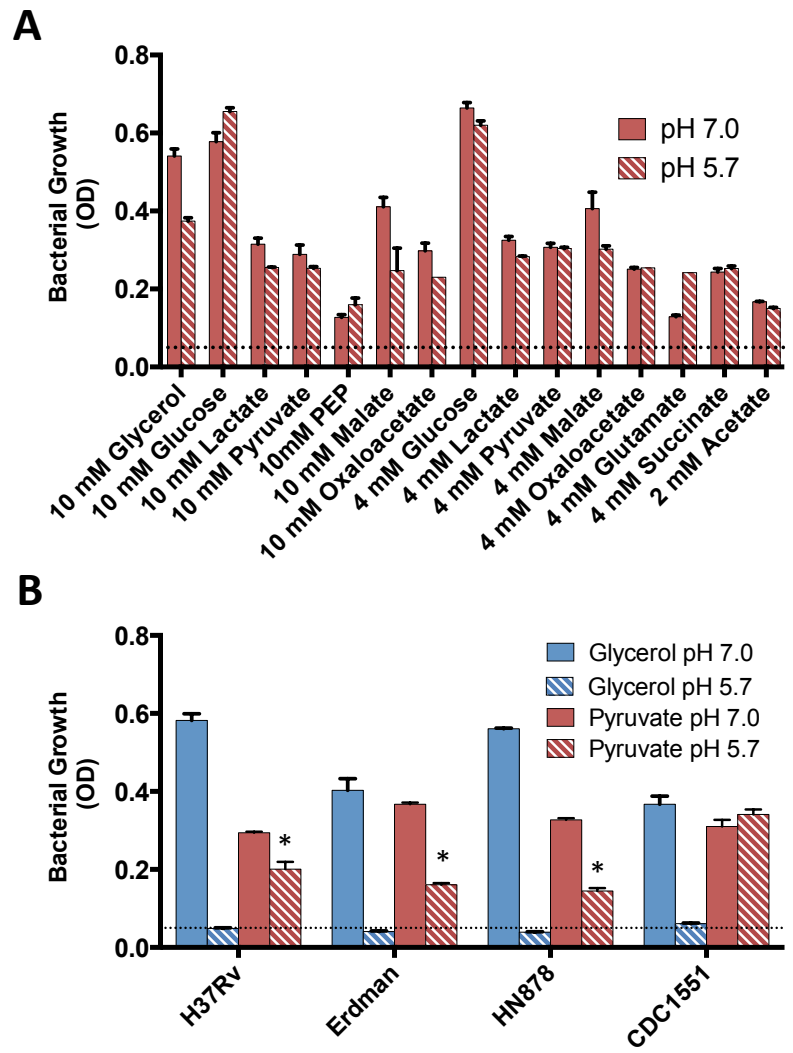 A
0.8
0.6
0.4
0.2
0.0
Bacterial Growth
(OD)
pH 7.0
pH 5.7
10 mM Glycerol
10 mM Glucose
10 mM Lactate
10 mM Pyruvate
10mM PEP
10 mM Malate
10 mM Oxaloacetate
4 mM Glucose
4 mM Lactate
4 mM Pyruvate
4 mM Malate
4 mM Oxaloacetate
4 mM Glutamate
4 mM Succinate
2 mM Acetate
B
0.8
0.6
0.4
0.2
0.0
Bacterial Growth
(OD)
Glycerol pH 7.0
Glycerol pH 5.7
Pyruvate pH 7.0
Pyruvate pH 5.7
*
*
*
H37Rv
Erdman
HN878
CDC1551